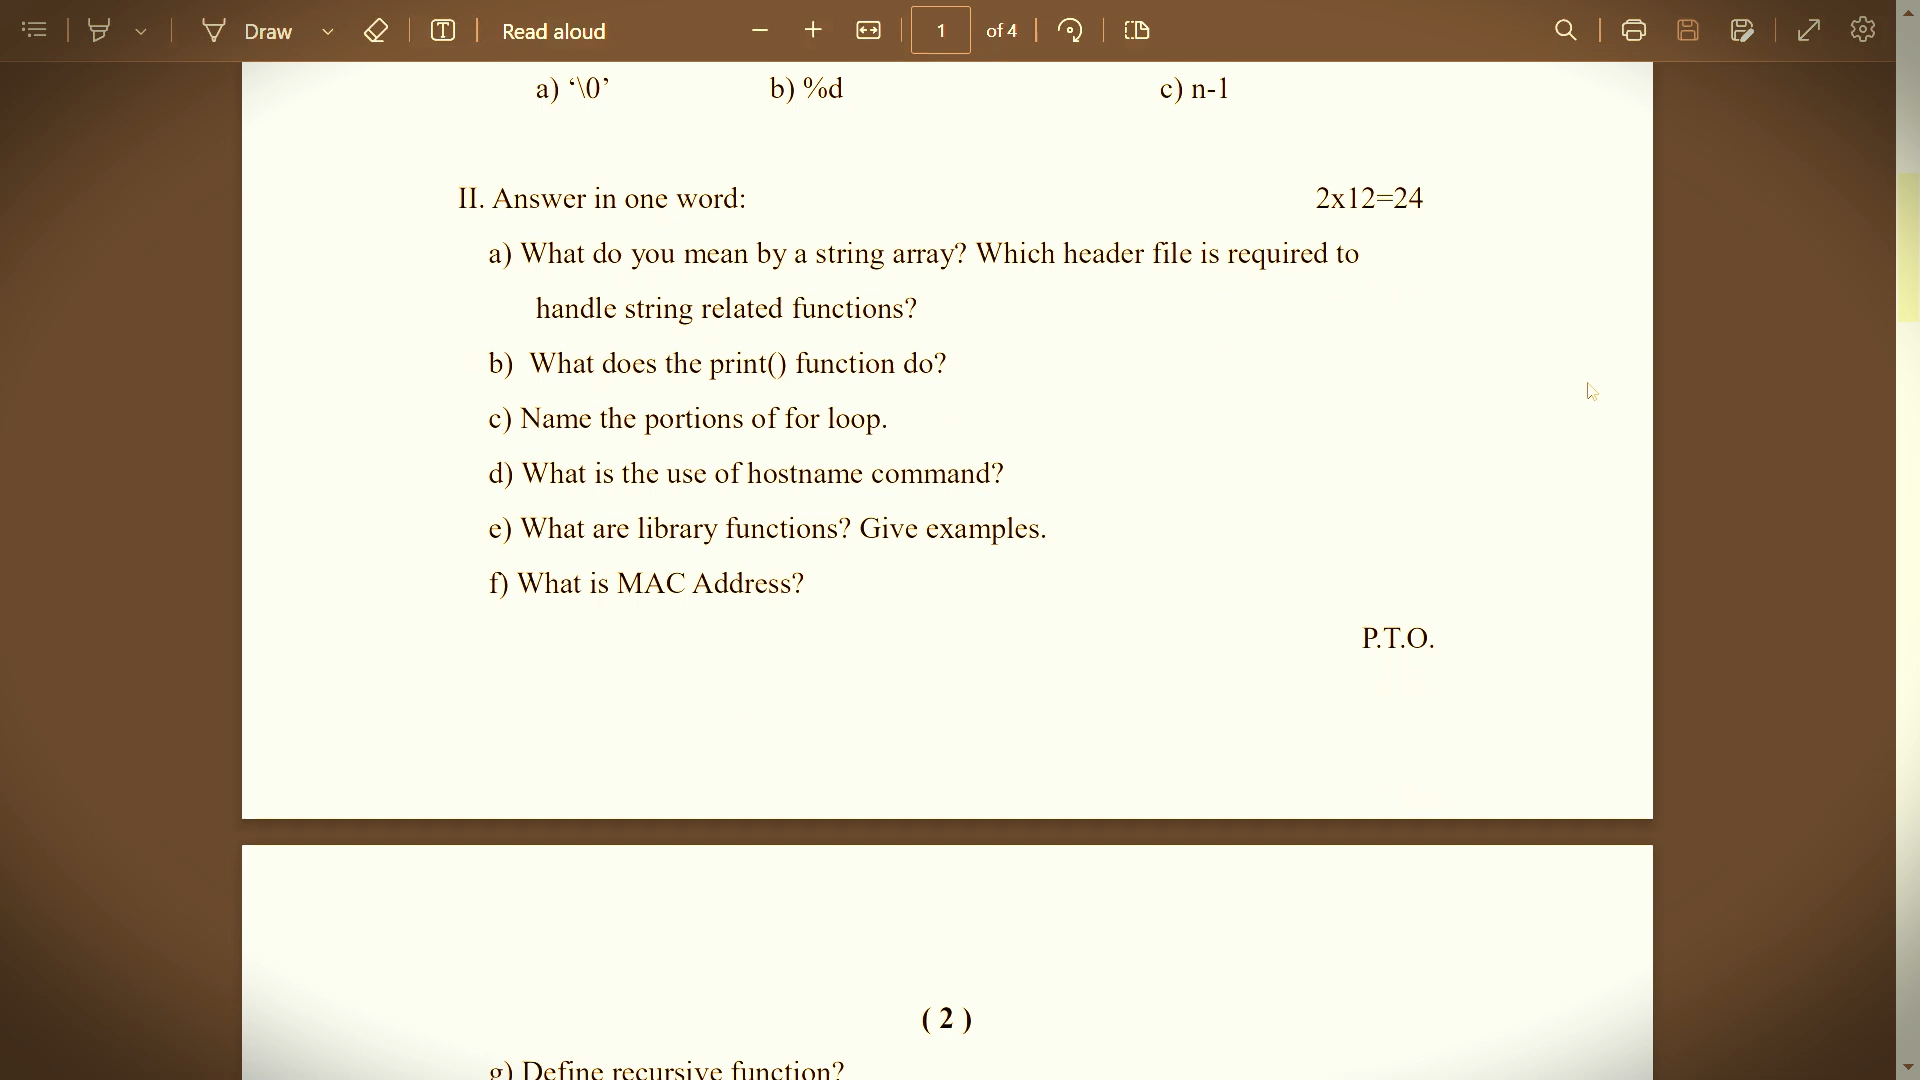 Draw
Read aloud
1 of 4
a) ‘\0’ b) %d c) n-1
II. Answer in one word: 2x12=24
a) What do you mean by a string array? Which header file is required to
handle string related functions?
b) What does the print() function do?
c) Name the portions of for loop.
d) What is the use of hostname command?
e) What are library functions? Give examples.
f) What is MAC Address?
P.T.O.
( 2 )
g) Define recursive function?